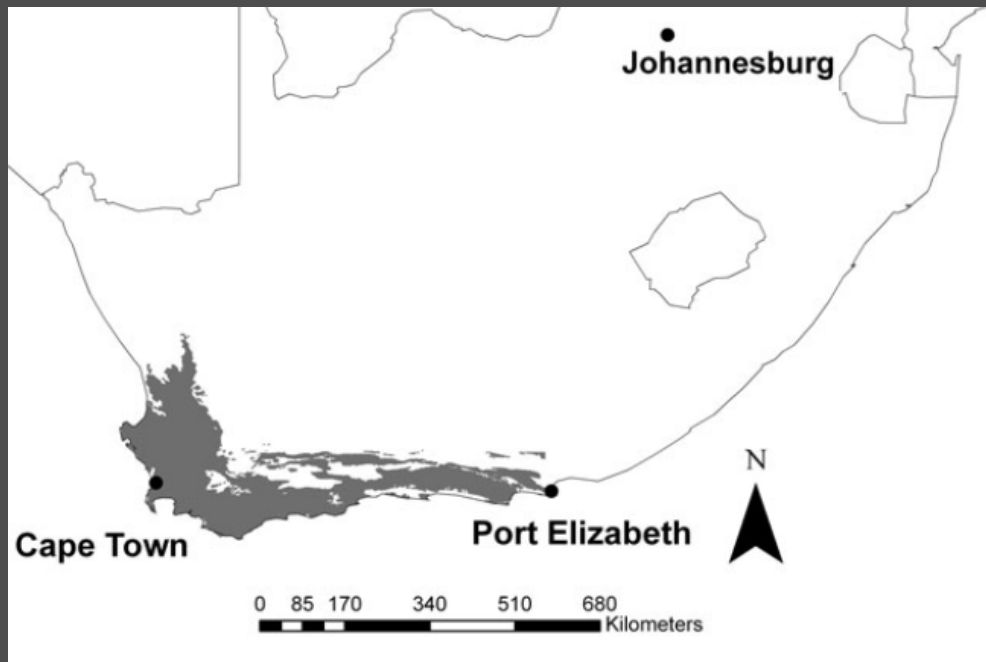 Johannesburg
N
Port Elizabeth
Cape Town
0 85 170 340 510 680
Kilometers